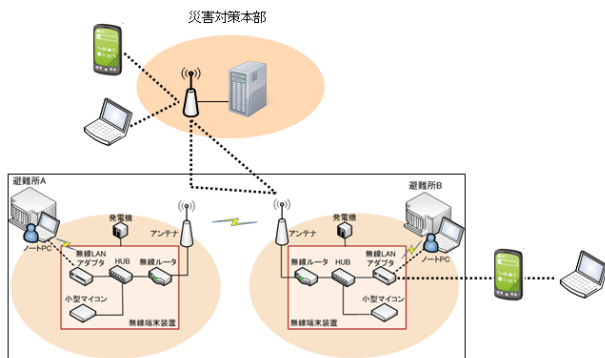 災害対策本部
避難所A
避難所B
発電機
アンテナ
ノートPC
無線LAN
アダプタ
HUB
無線ルータ
小型マイコン
無線端末装置
発電機
アンテナ
無線ルータ
HUB
無線LAN
アダプタ
ノートPC
小型マイコン
無線端末装置